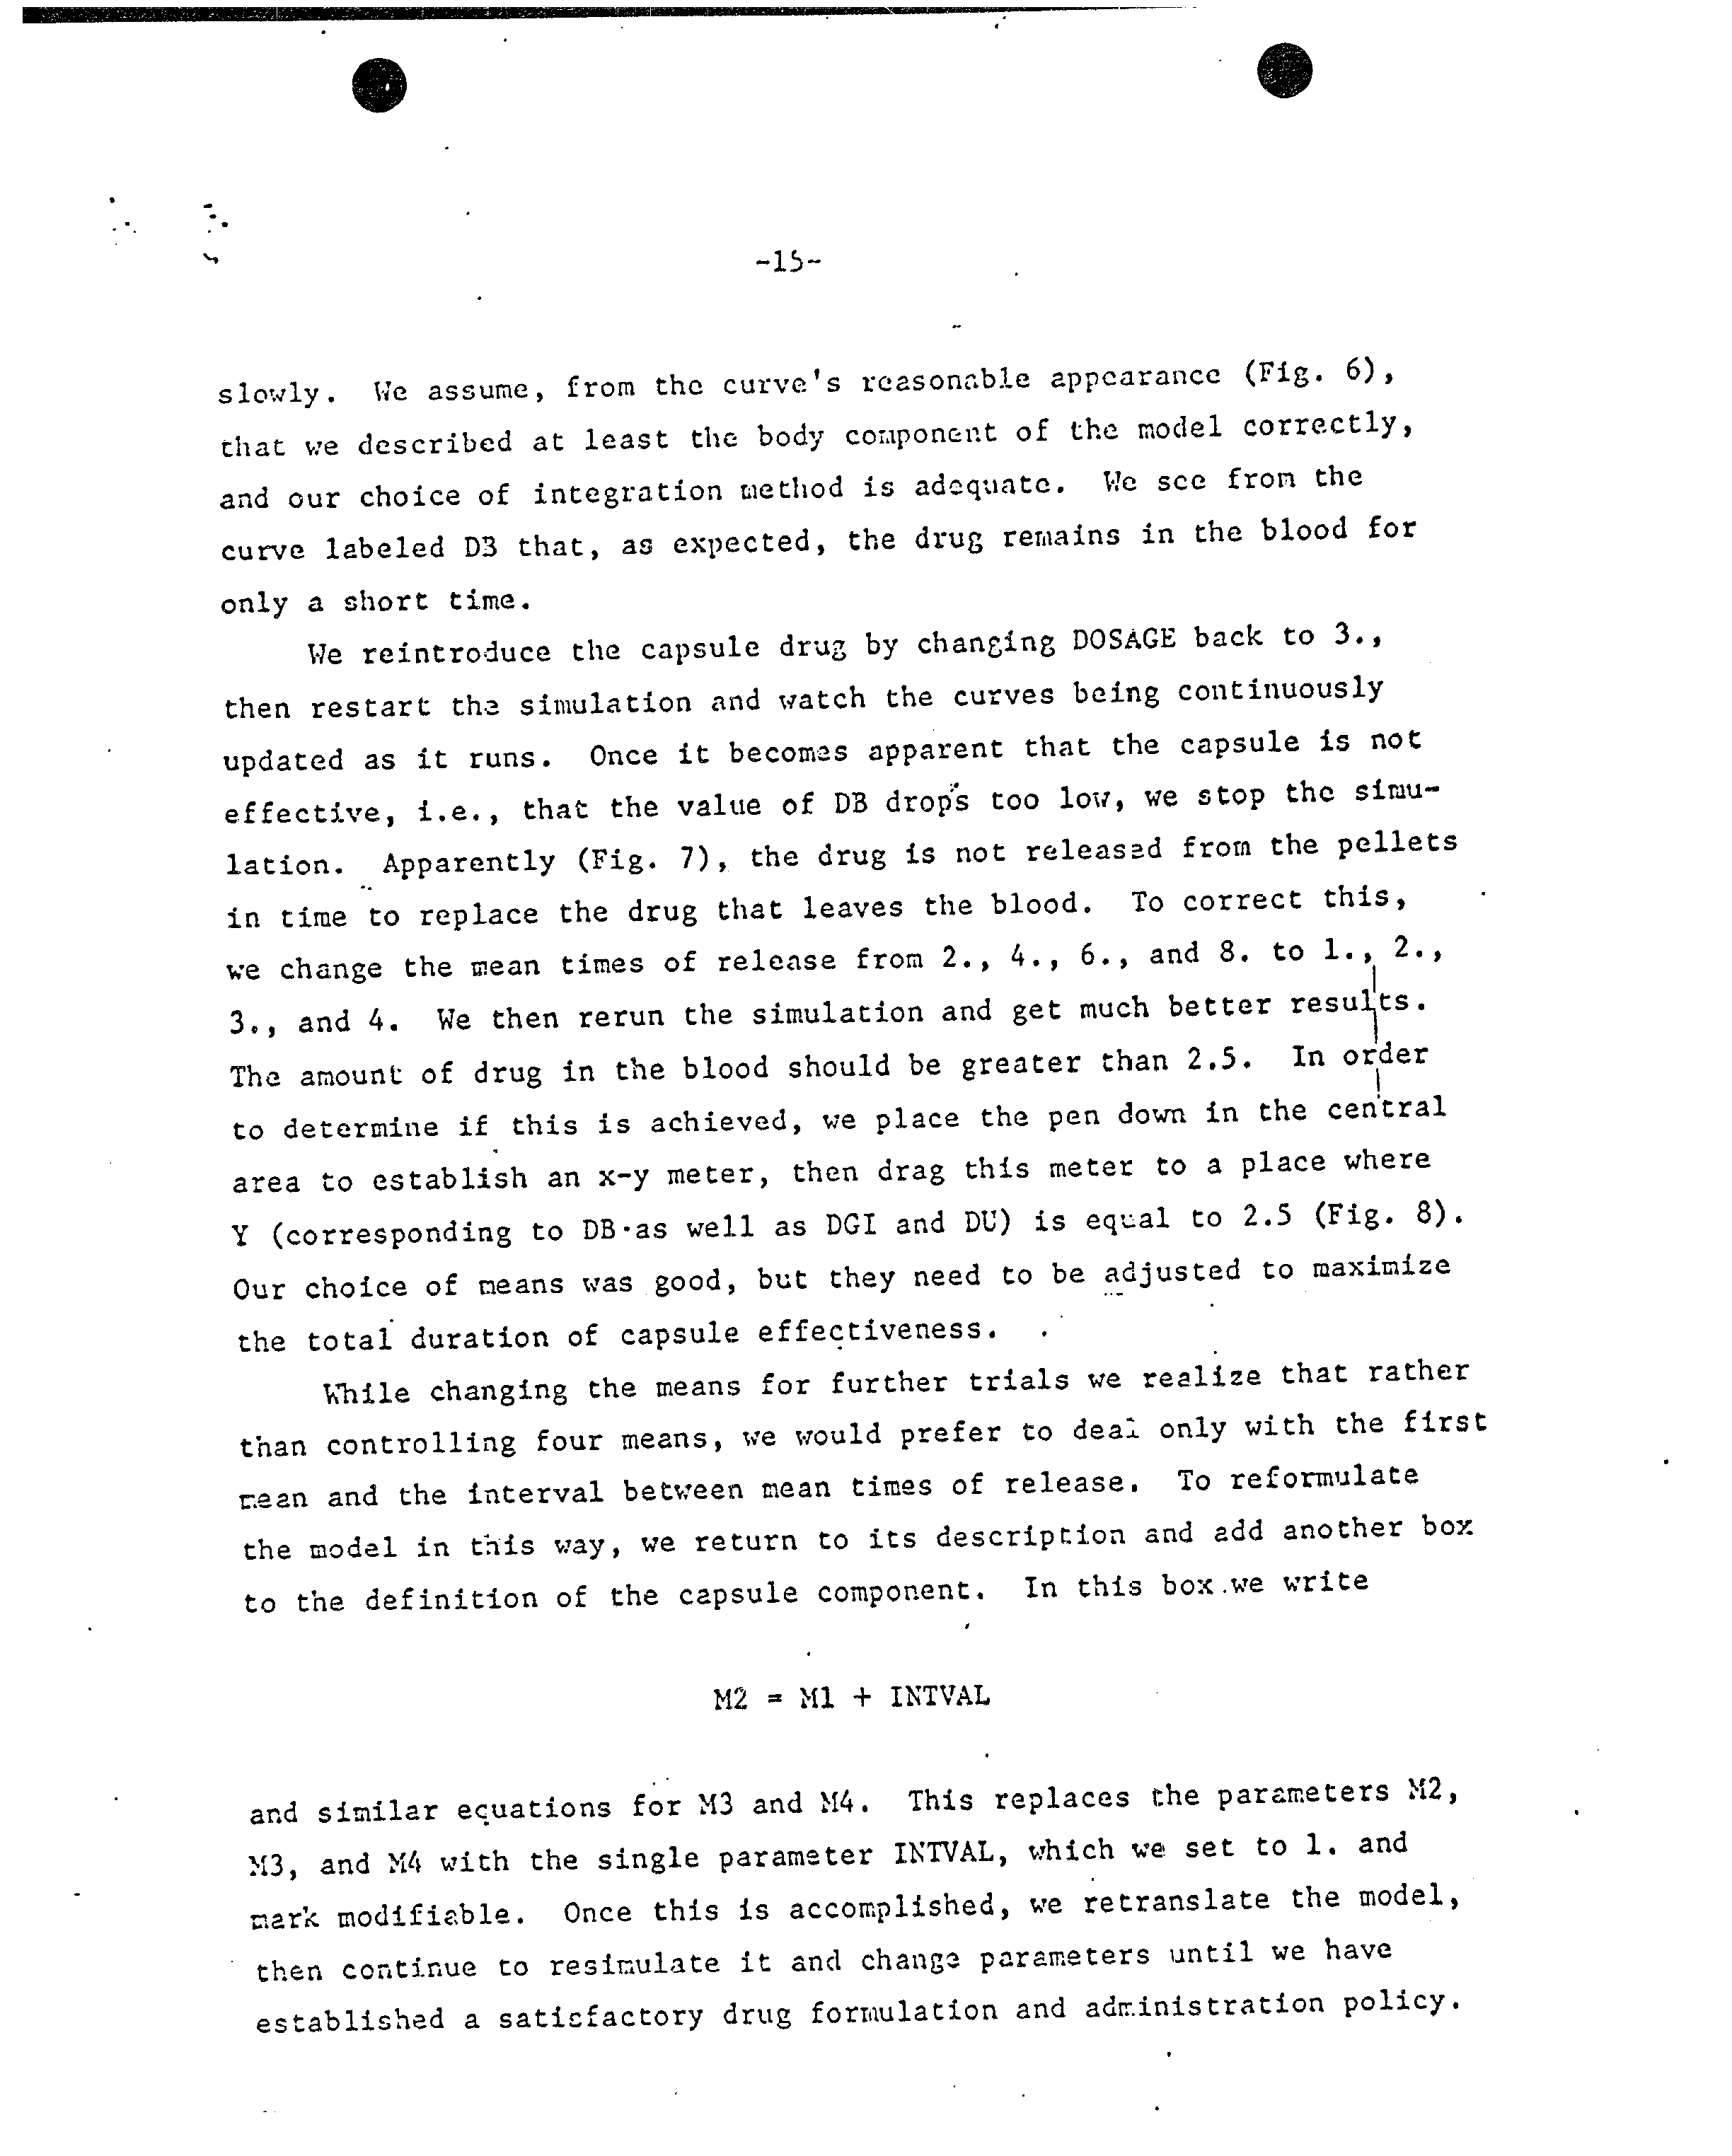 -15-
slowly. We assume, from the curve's reasonable appearance (Fig. 6),
that we described at least the body component of the model correctly,
and our choice of integration method is adequate. We see from the
curve labeled DB that, as expected, the drug remains in the blood for
only a short time.
We reintroduce the capsule drug by changing DOSAGE back to 3.,
then restart the simulation and watch the curves being continuously
updated as it runs. Once it becomes apparent that the capsule is not
effective, i.e., that the value of DB drops too low, we stop the simu-
lation. Apparently (Fig. 7), the drug is not released from the pellets
in time to replace the drug that leaves the blood. To correct this,
we change the mean times of release from 2., 4., 6., and 8. to 1., 2.,
3., and 4. We then rerun the simulation and get much better results.
The amount of drug in the blood should be greater than 2.5. In order
to determine if this is achieved, we place the pen down in the central
area to establish an x-y meter, then drag this meter to a place where
Y (corresponding to DB as well as DGI and DU) is equal to 2.5 (Fig. 8).
Our choice of means was good, but they need to be adjusted to maximize
the total duration of capsule effectiveness.
While changing the means for further trials we realize that rather
than controlling four means, we would prefer to deal only with the first
mean and the interval between mean times of release. To reformulate
the model in this way, we return to its description and add another box
to the definition of the capsule component. In this box we write
M2 = M1 + INTVAL
and similar equations for M3 and M4. This replaces the parameters M2,
M3, and M4 with the single parameter INTVAL, which we set to 1. and
mark modifiable. Once this is accomplished, we retranslate the model,
then continue to resimulate it and change parameters until we have
established a satisfactory drug formulation and administration policy.